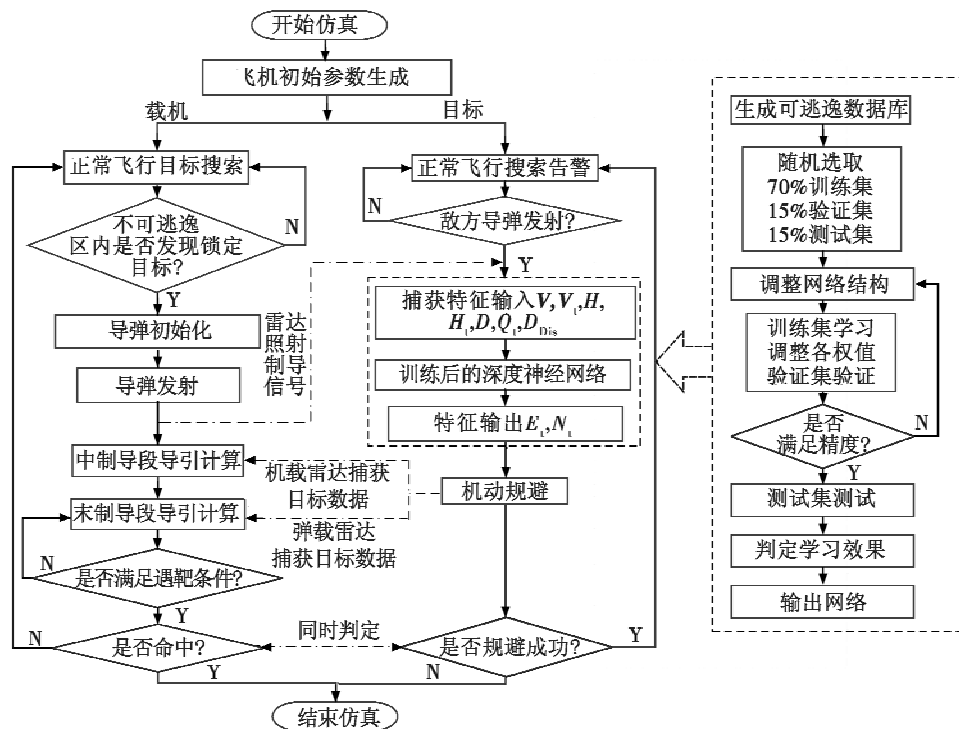 开始仿真
飞机初始参数生成
载机
目标
正常飞行目标搜索
N
不可逃逸
区内是否发现锁定
目标?
Y
导弹初始化
导弹发射
雷达
照射
制导
信号
中制导段导引计算
末制导段导引计算
N
是否满足遇靶条件?
Y
N
是否命中?
Y
正常飞行搜索告警
N
敌方导弹发射?
Y
捕获特征输入V,Vt,H,
Ht,D,Qt,DDis
训练后的深度神经网络
特征输出Et,Nt
机动规避
机载雷达捕获
目标数据
弹载雷达
捕获目标数据
同时判定
是否规避成功?
Y
N
结束仿真
生成可逃逸数据库
随机选取
70%训练集
15%验证集
15%测试集
调整网络结构
训练集学习
调整各权值
验证集验证
是否
满足精度?
N
Y
测试集测试
判定学习效果
输出网络